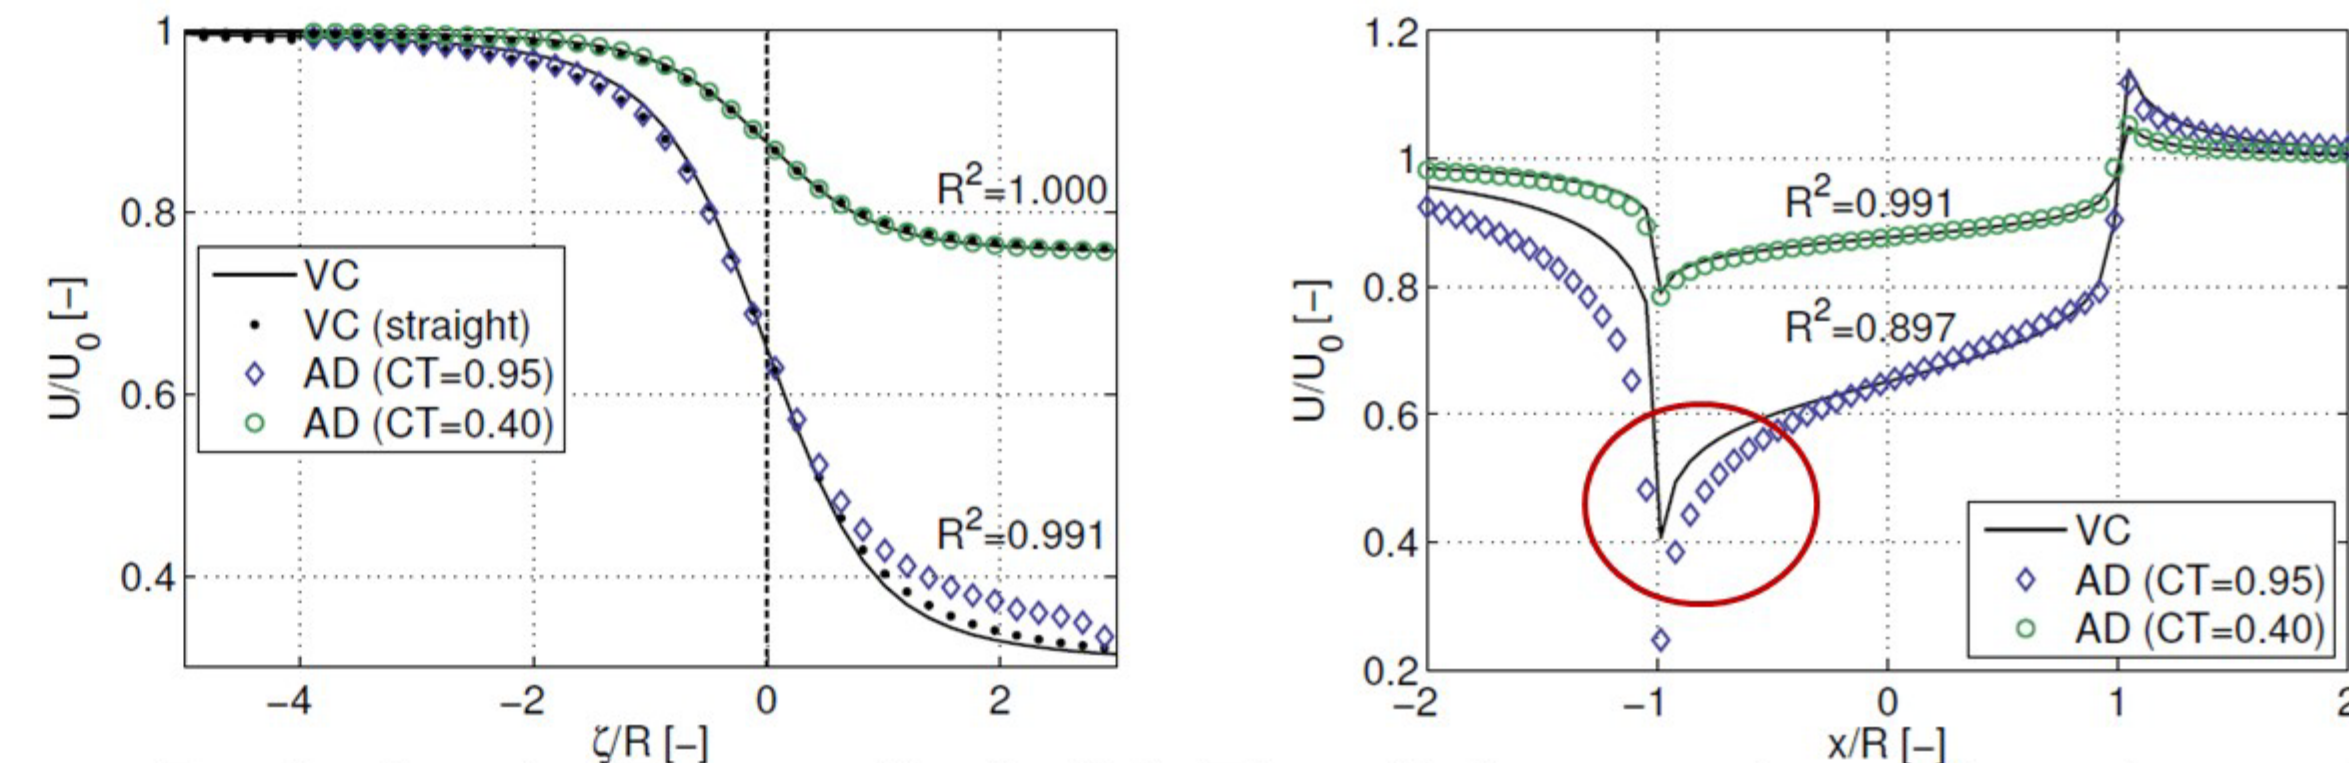 1
0.8
0.6
0.4
U/U0 [−]
−4
−2
0
2
ζ/R [−]
R2=1.000
R2=0.991
VC
VC (straight)
AD (CT=0.95)
AD (CT=0.40)
1.2
1
0.8
0.6
0.4
0.2
U/U0 [−]
−2
−1
0
1
2
x/R [−]
R2=0.991
R2=0.897
VC
AD (CT=0.95)
AD (CT=0.40)